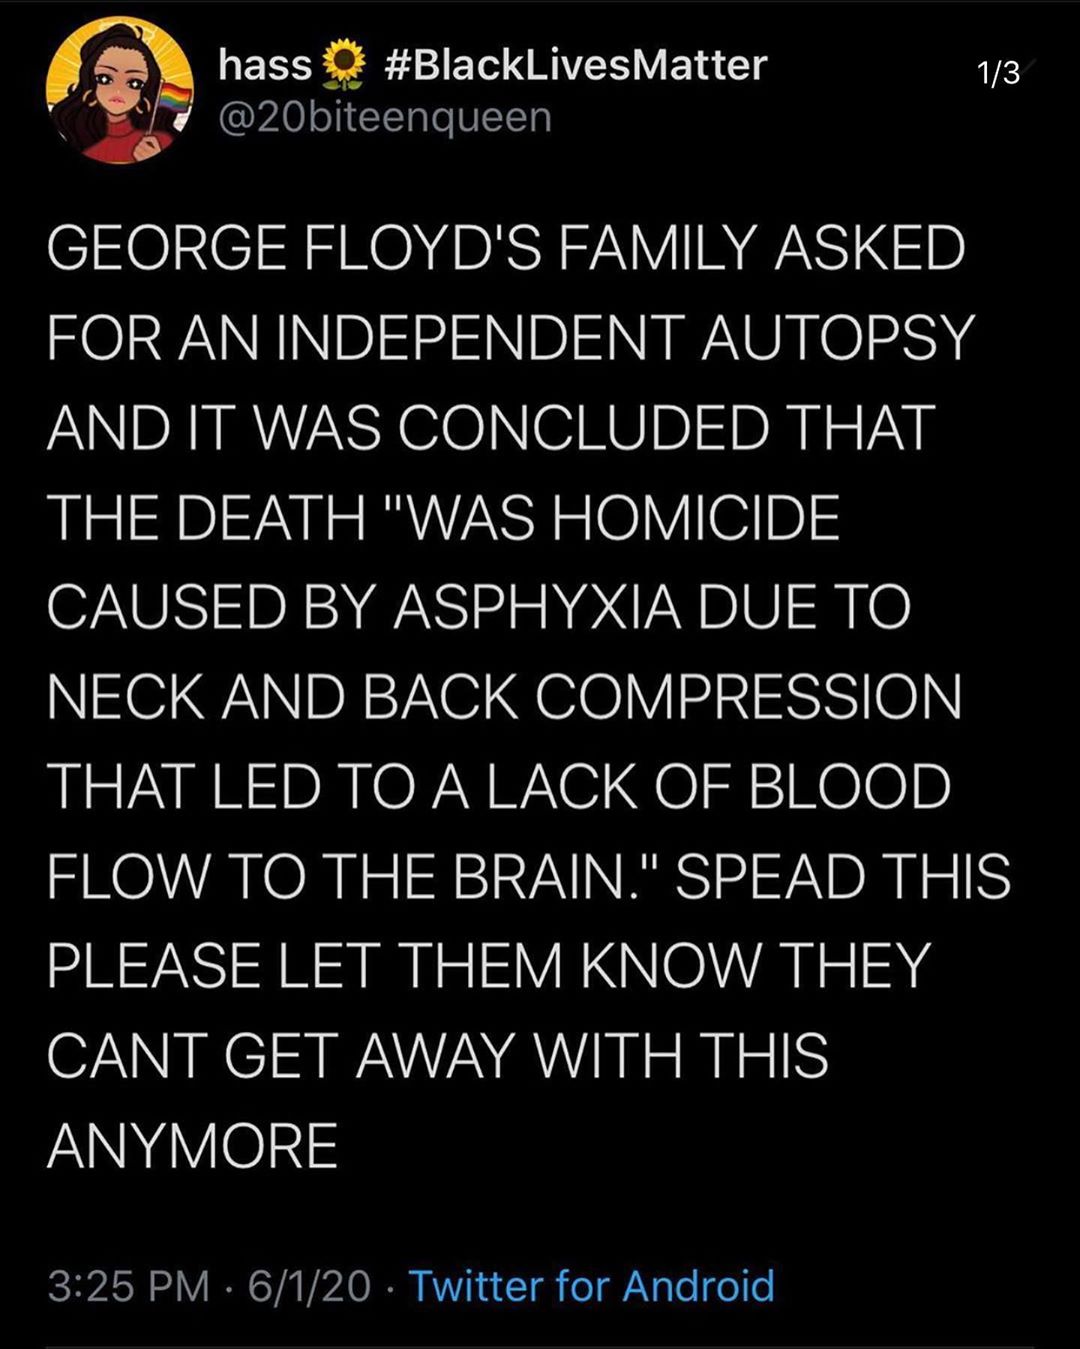 hass🌻 #BlackLivesMatter
1/3
@20biteenqueen
GEORGE FLOYD'S FAMILY ASKED
FOR AN INDEPENDENT AUTOPSY
AND IT WAS CONCLUDED THAT
THE DEATH "WAS HOMICIDE
CAUSED BY ASPHYXIA DUE TO
NECK AND BACK COMPRESSION
THAT LED TO A LACK OF BLOOD
FLOW TO THE BRAIN." SPEAD THIS
PLEASE LET THEM KNOW THEY
CANT GET AWAY WITH THIS
ANYMORE
3:25 PM · 6/1/20 · Twitter for Android